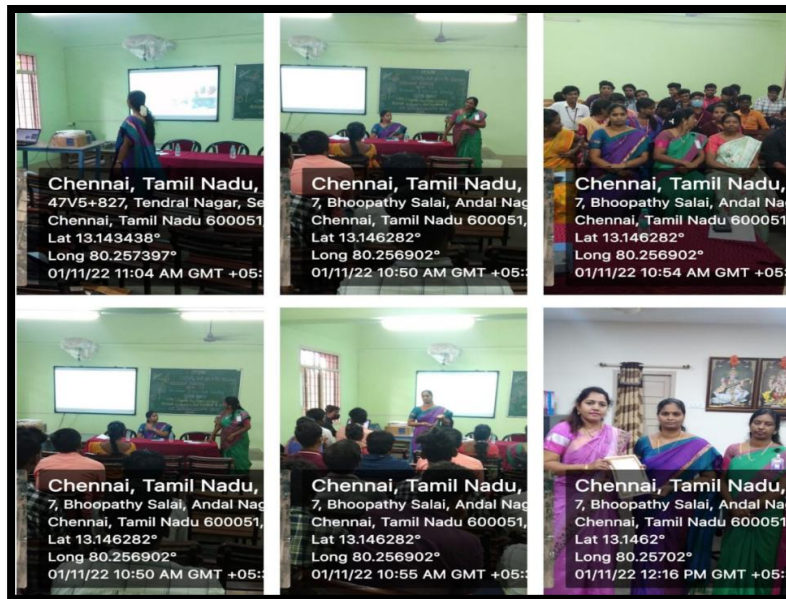 Chennai, Tamil Nadu,
47V5+827, Tendral Nagar, Se
Chennai, Tamil Nadu 600051,
Lat 13.143438°
Long 80.257397°
01/11/22 11:04 AM GMT +05:
Chennai, Tamil Nadu,
7, Bhoopathy Salai, Andal Nag
Chennai, Tamil Nadu 600051,
Lat 13.146282°
Long 80.256902°
01/11/22 10:50 AM GMT +05:3
Chennai, Tamil Nadu,
7, Bhoopathy Salai, Andal Nag
Chennai, Tamil Nadu 600051
Lat 13.146282°
Long 80.256902°
01/11/22 10:54 AM GMT +05:
Chennai, Tamil Nadu,
7, Bhoopathy Salai, Andal Nag
Chennai, Tamil Nadu 600051,
Lat 13.146282°
Long 80.256902°
01/11/22 10:50 AM GMT +05:3
Chennai, Tamil Nadu,
7, Bhoopathy Salai, Andal Nag
Chennai, Tamil Nadu 600051,
Lat 13.146282°
Long 80.256902°
01/11/22 10:55 AM GMT +05:3
Chennai, Tamil Nadu,
7, Bhoopathy Salai, Andal Na
Chennai, Tamil Nadu 600051
Lat 13.1462°
Long 80.25702°
01/11/22 12:16 PM GMT +05: